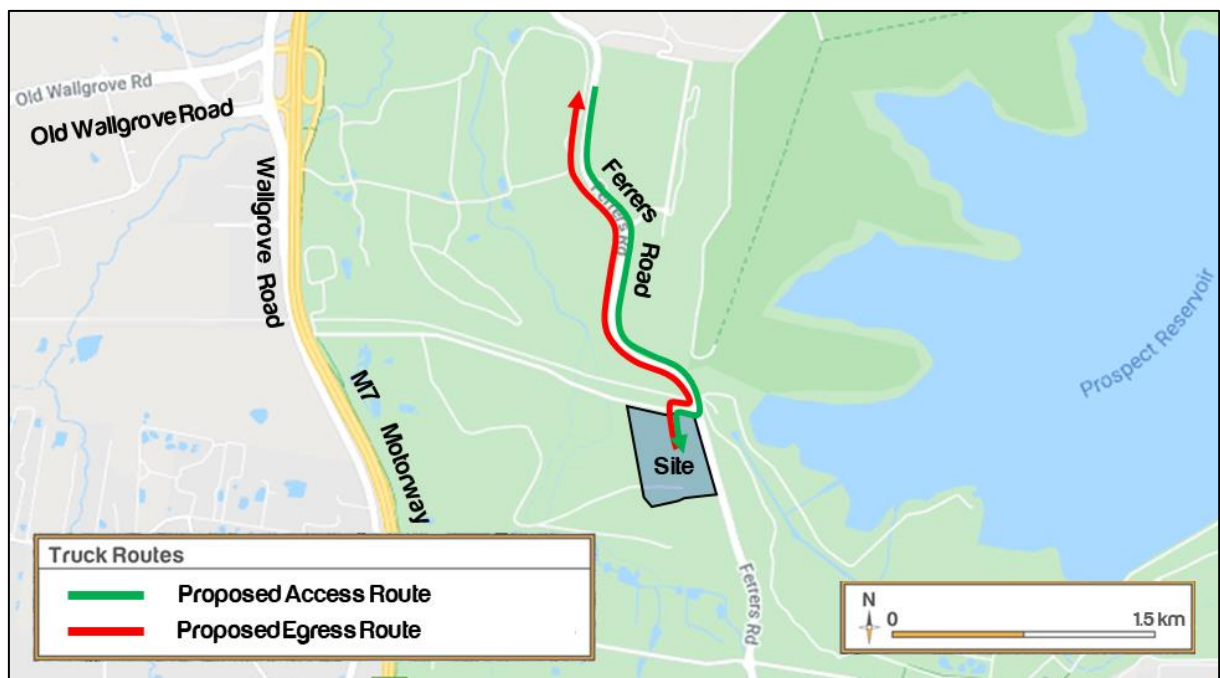 Old Wallgrove Rd
Old Wallgrove Road
Wallgrove Road
M7 Motorway
Ferrers Road
Ferrers Rd
Prospect Reservoir
Site
Ferrers Rd
Truck Routes
Proposed Access Route
Proposed Egress Route
N
0
1.5 km